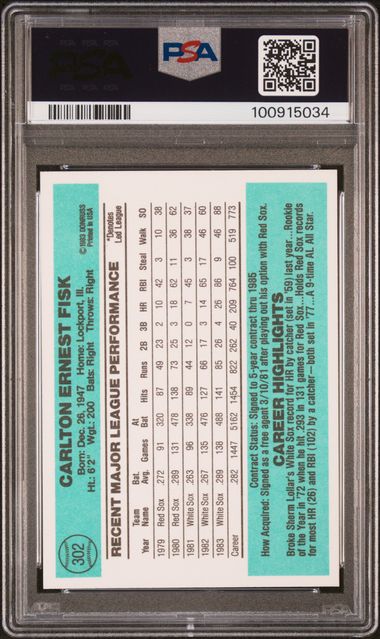 PSA
PSA
100915034
302
CARLTON ERNEST FISK
© 1983 DONRUSS
Printed in USA
Born: Dec. 26, 1947 Home: Lockport, Ill.
Ht.: 6'2" Wgt.: 200 Bats: Right Throws: Right
RECENT MAJOR LEAGUE PERFORMANCE
*Denotes
Led League
Team Bat. At
Year Name Avg. Games Bat Hits Runs 2B 3B HR RBI Steal Walk SO
1979 Red Sox .272 91 320 87 49 23 2 10 42 3 10 38
1980 Red Sox .289 131 478 138 73 25 3 18 62 11 36 62
1981 White Sox .263 96 338 89 44 12 0 7 45 3 38 37
1982 White Sox .267 135 476 127 66 17 3 14 65 17 46 60
1983 White Sox .289 138 488 141 85 26 4 26 86 9 46 88
Career .282 1447 5162 1454 822 262 40 209 764 100 519 773
Contract Status: Signed to 5-year contract thru 1985
How Acquired: Signed as a free agent 3/10/81 after playing out his option with Red Sox.
CAREER HIGHLIGHTS
Broke Sherm Lollar's White Sox record for HR by catcher (set in '59) last year...Rookie
of the Year in '72 when he hit .293 in 131 games for Red Sox...Holds Red Sox records
for most HR (26) and RBI (102) by a catcher—both set in '77...A 9-time AL All Star.